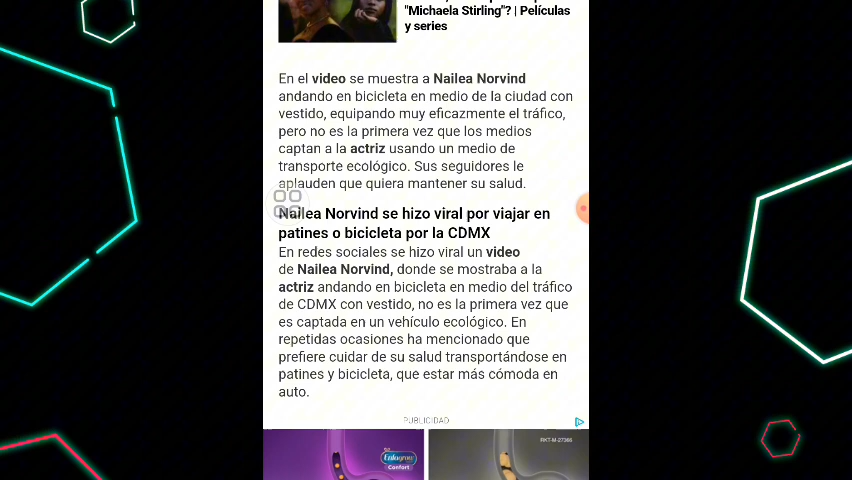 "Michaela Stirling"? | Películas
y series
En el video se muestra a Nailea Norvind
andando en bicicleta en medio de la ciudad con
vestido, equipando muy eficazmente el tráfico,
pero no es la primera vez que los medios
captan a la actriz usando un medio de
transporte ecológico. Sus seguidores le
aplauden que quiera mantener su salud.
Nailea Norvind se hizo viral por viajar en
patines o bicicleta por la CDMX
En redes sociales se hizo viral un video
de Nailea Norvind, donde se mostraba a la
actriz andando en bicicleta en medio del tráfico
de CDMX con vestido, no es la primera vez que
es captada en un vehículo ecológico. En
repetidas ocasiones ha mencionado que
prefiere cuidar de su salud transportándose en
patines y bicicleta, que estar más cómoda en
auto.
PUBLICIDAD
Enfagrow
Confort